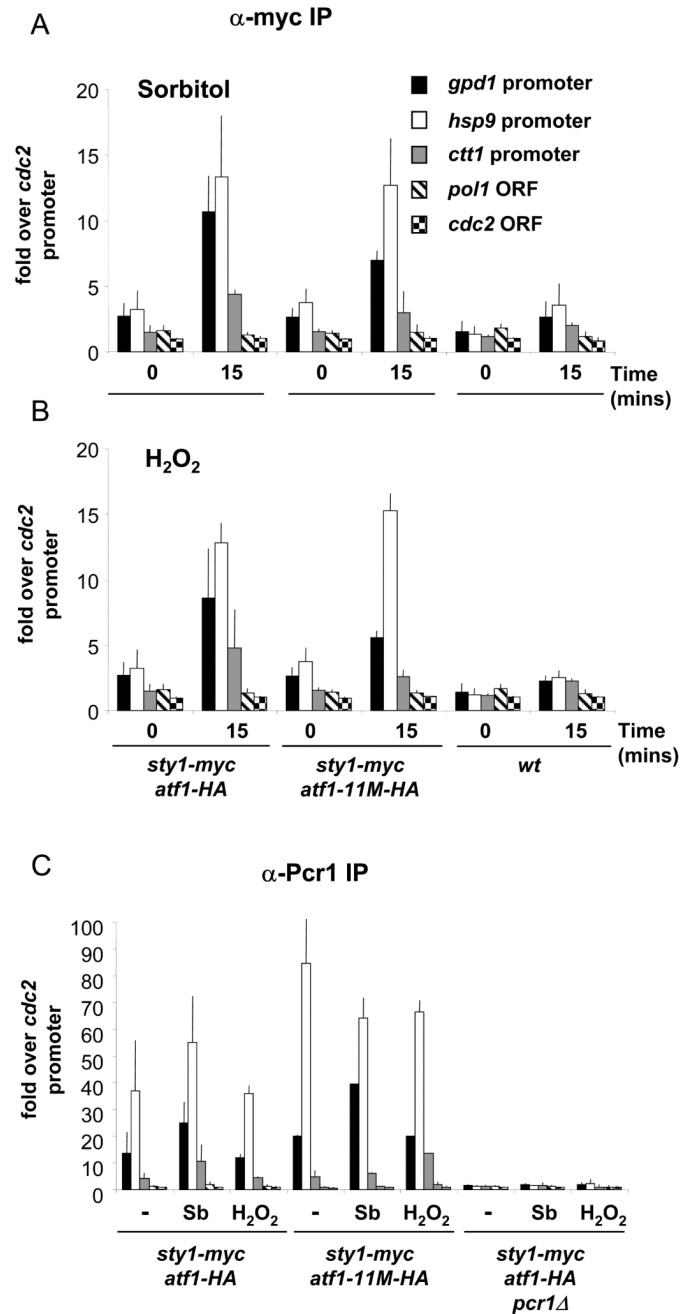 A
α-myc IP
Sorbitol
gpd1 promoter
hsp9 promoter
ctt1 promoter
pol1 ORF
cdc2 ORF
fold over cdc2
promoter
20
15
10
5
0
0 15 0 15 0 15 Time
(mins)
B
H₂O₂
fold over cdc2
promoter
20
15
10
5
0
0 15 0 15 0 15 Time
(mins)
sty1-myc
atf1-HA
sty1-myc
atf1-11M-HA
wt
C
α-Pcr1 IP
fold over cdc2
promoter
100
90
80
70
60
50
40
30
20
10
0
- Sb H₂O₂ - Sb H₂O₂ - Sb H₂O₂
sty1-myc
atf1-HA
sty1-myc
atf1-11M-HA
sty1-myc
atf1-HA
pcr1Δ